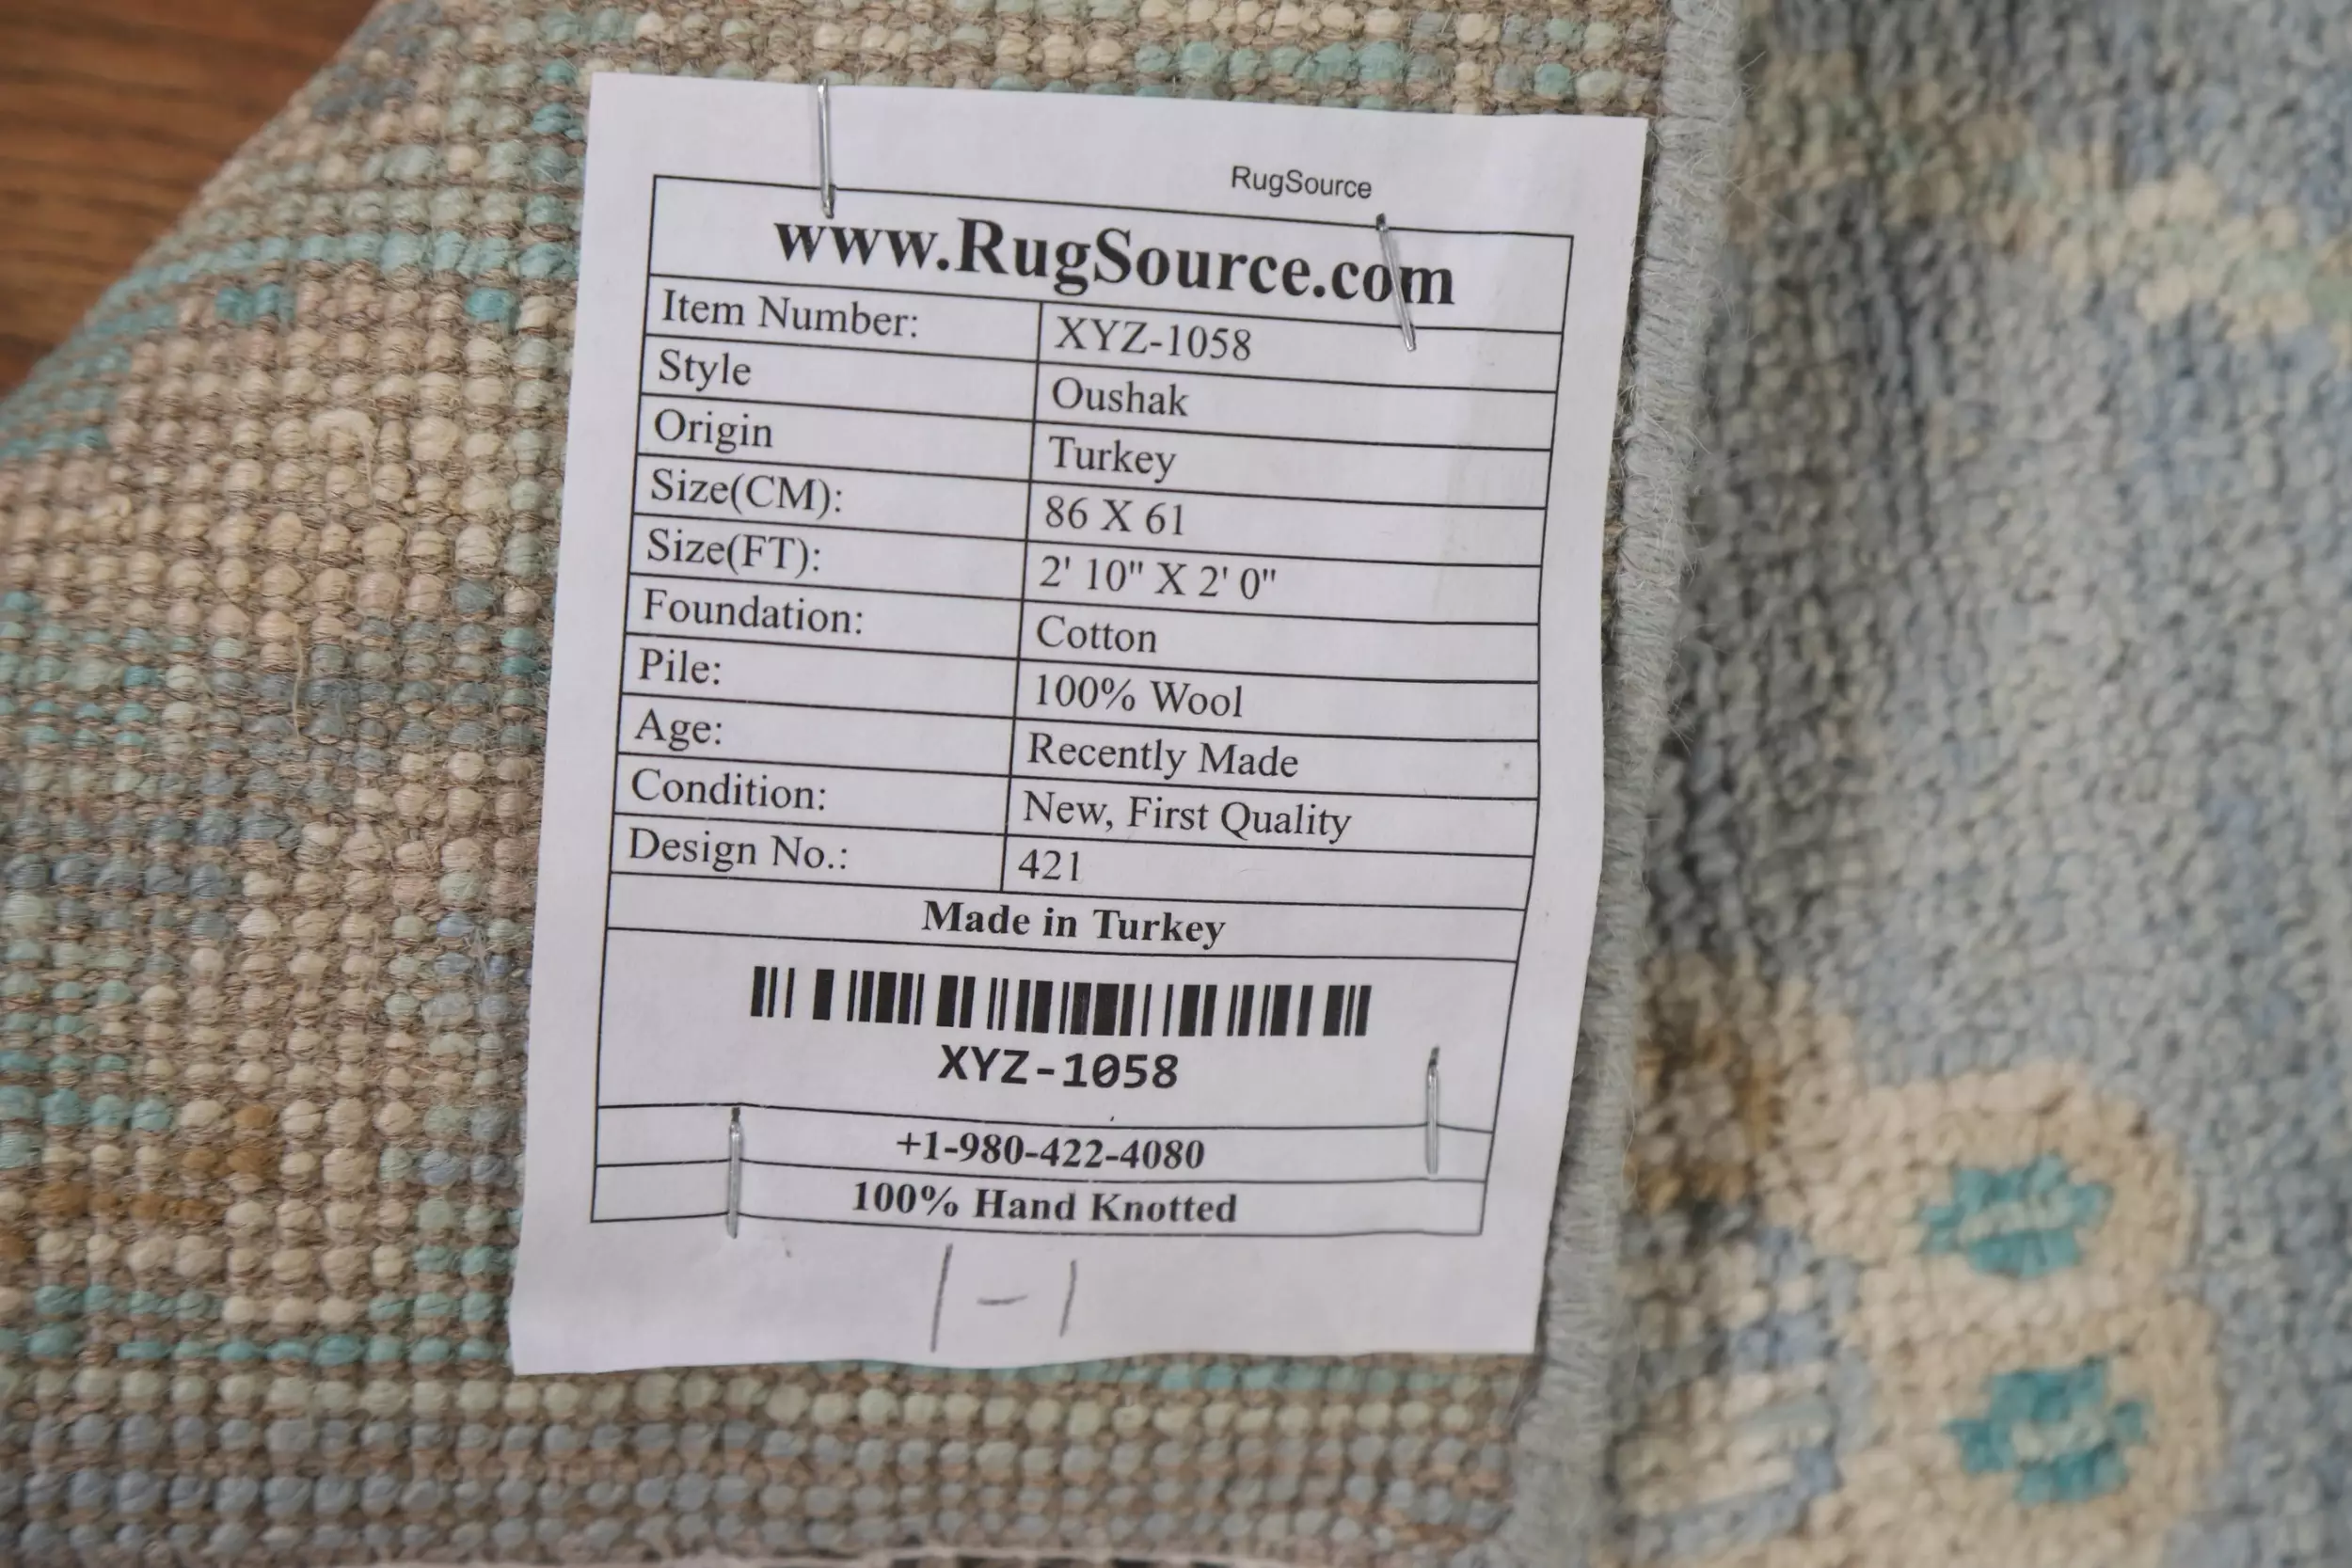 RugSource
www.RugSource.com
Item Number: XYZ-1058
Style Oushak
Origin Turkey
Size(CM): 86 X 61
Size(FT): 2' 10" X 2' 0"
Foundation: Cotton
Pile: 100% Wool
Age: Recently Made
Condition: New, First Quality
Design No.: 421
Made in Turkey
XYZ-1058
+1-980-422-4080
100% Hand Knotted
1-1